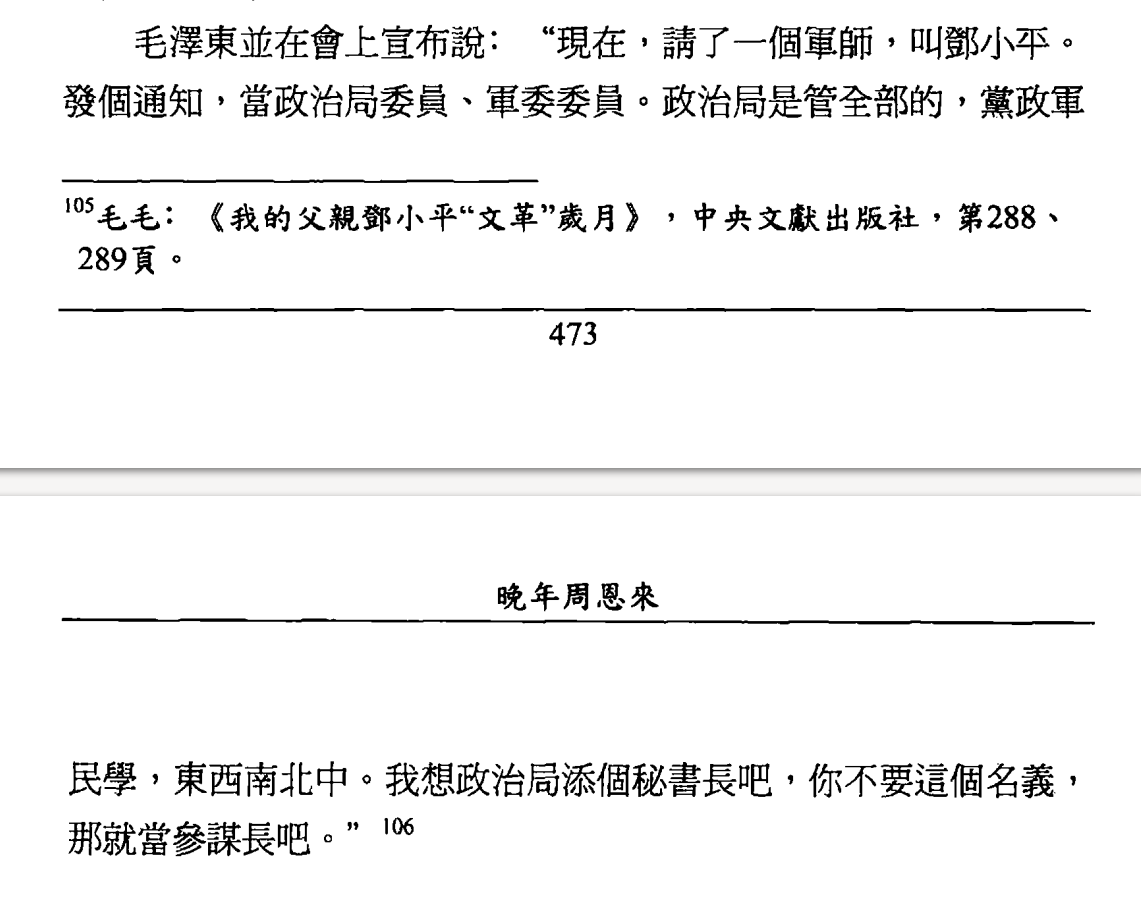 毛澤東並在會上宣布說：“現在，請了一個軍師，叫鄧小平。
發個通知，當政治局委員、軍委委員。政治局是管全部的，黨政軍
105毛毛：《我的父親鄧小平“文革”歲月》，中央文獻出版社，第288、
289頁。
473
晚年周恩來
民學，東西南北中。我想政治局添個秘書長吧，你不要這個名義，
那就當參謀長吧。”106